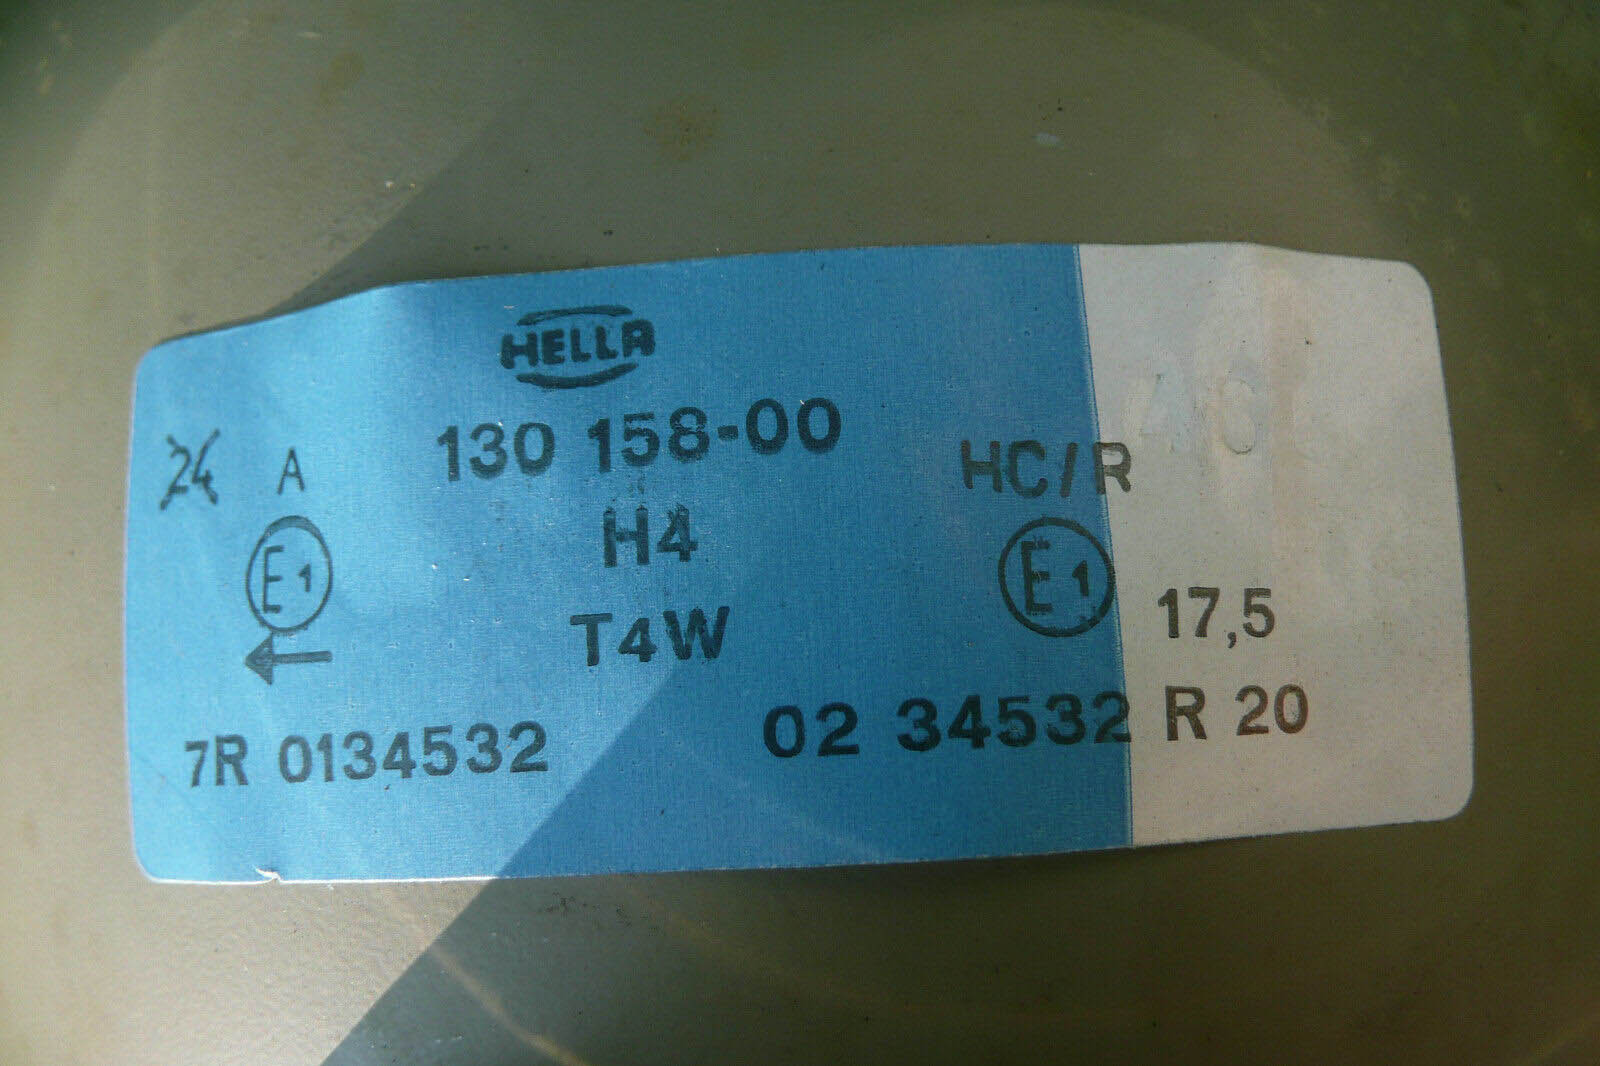 HELLA
130 158-00
24 A H4 HC/R
E1 T4W E1 17,5
7R 0134532 02 34532 R 20